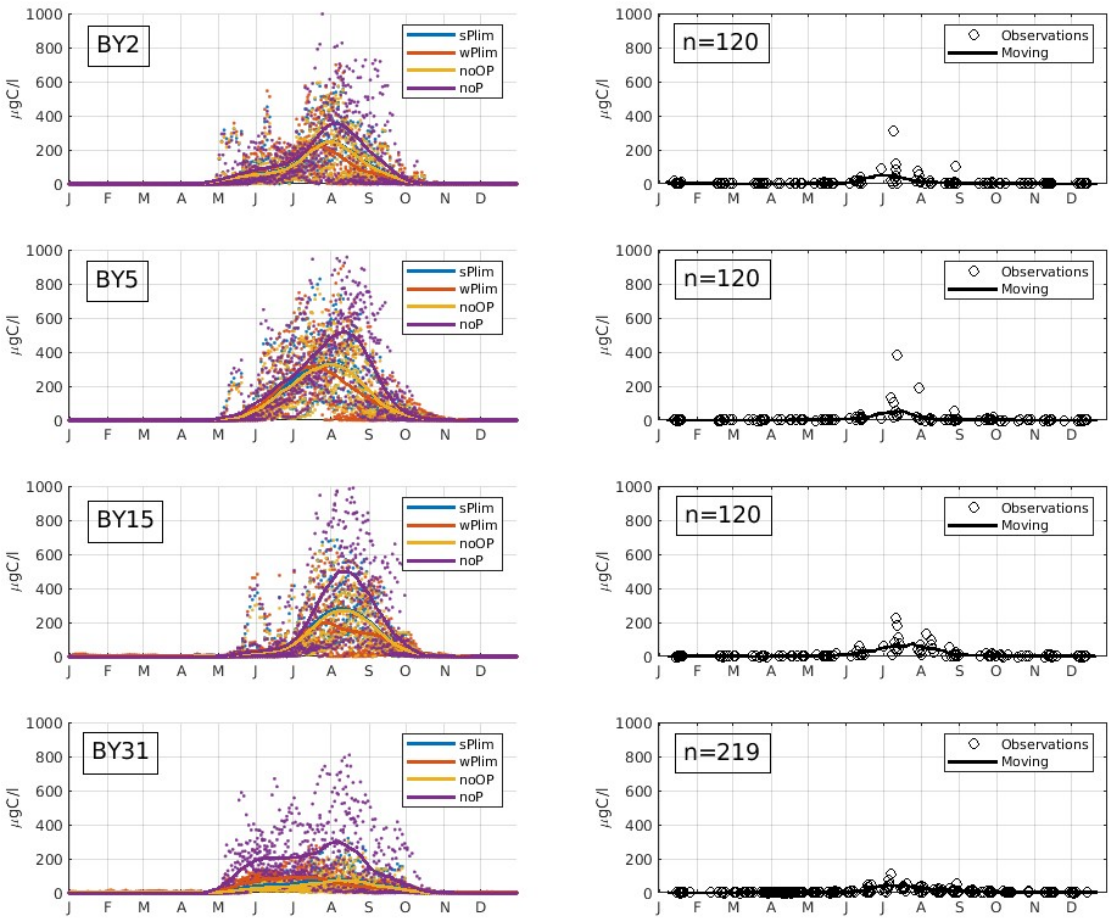 1000
800
600
400
200
0
μgC/l
BY2
sPlim
wPlim
noOP
noP
J F M A M J J A S O N D
1000
800
600
400
200
0
μgC/l
n=120
Observations
Moving
J F M A M J J A S O N D
1000
800
600
400
200
0
μgC/l
BY5
sPlim
wPlim
noOP
noP
J F M A M J J A S O N D
1000
800
600
400
200
0
μgC/l
n=120
Observations
Moving
J F M A M J J A S O N D
1000
800
600
400
200
0
μgC/l
BY15
sPlim
wPlim
noOP
noP
J F M A M J J A S O N D
1000
800
600
400
200
0
μgC/l
n=120
Observations
Moving
J F M A M J J A S O N D
1000
800
600
400
200
0
μgC/l
BY31
sPlim
wPlim
noOP
noP
J F M A M J J A S O N D
1000
800
600
400
200
0
μgC/l
n=219
Observations
Moving
J F M A M J J A S O N D